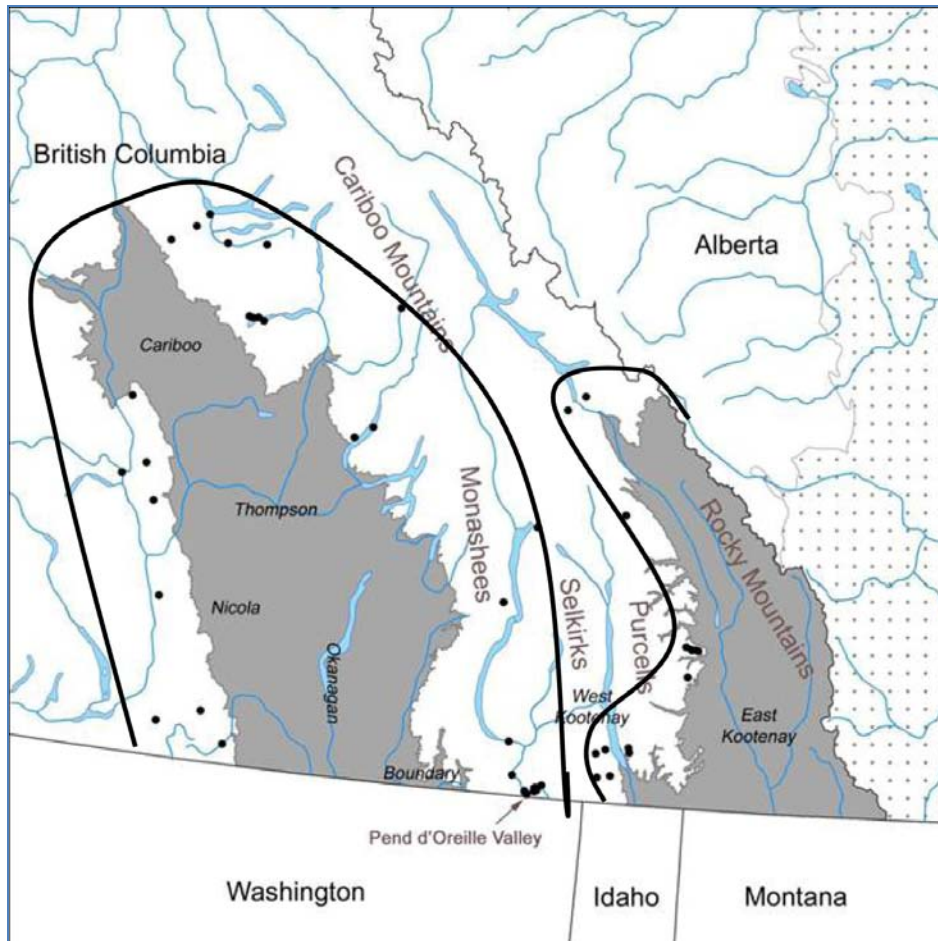 British Columbia
Cariboo Mountains
Alberta
Cariboo
Monashees
Thompson
Rocky Mountains
Nicola
Selkirks
Purcells
Okanagan
West
Kootenay
East
Kootenay
Boundary
Pend d'Oreille Valley
Washington
Idaho
Montana